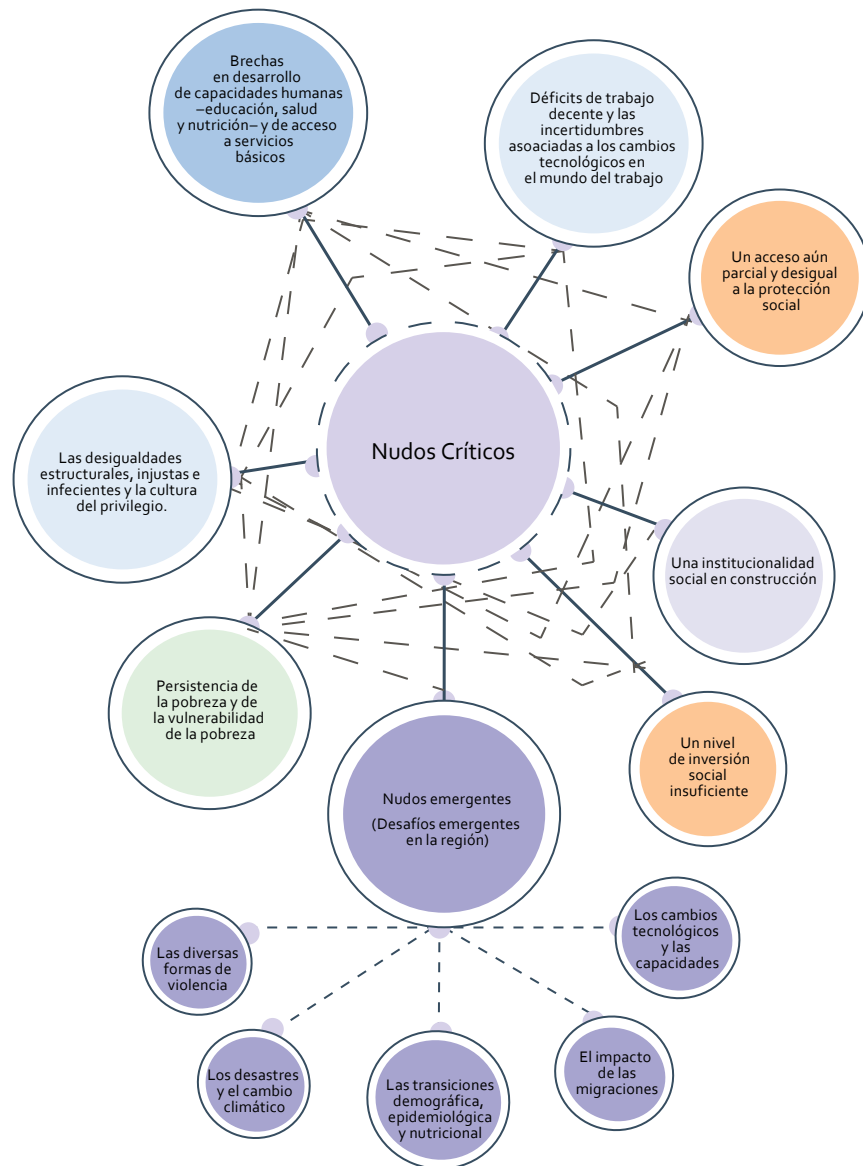 Brechas
en desarrollo
de capacidades humanas
–educación, salud
y nutrición– y de acceso
a servicios
básicos
Déficits de trabajo
decente y las
incertidumbres
asoaciadas a los cambios
tecnológicos en
el mundo del trabajo
Un acceso aún
parcial y desigual
a la protección
social
Nudos Críticos
Las desigualdades
estructurales, injustas e
infecientes y la cultura
del privilegio.
Una institucionalidad
social en construcción
Persistencia de
la pobreza y de
la vulnerabilidad
de la pobreza
Un nivel
de inversión
social
insuficiente
Nudos emergentes
(Desafíos emergentes
en la región)
Las diversas
formas de
violencia
Los cambios
tecnológicos
y las
capacidades
Los desastres
y el cambio
climático
Las transiciones
demográfica,
epidemiológica
y nutricional
El impacto
de las
migraciones